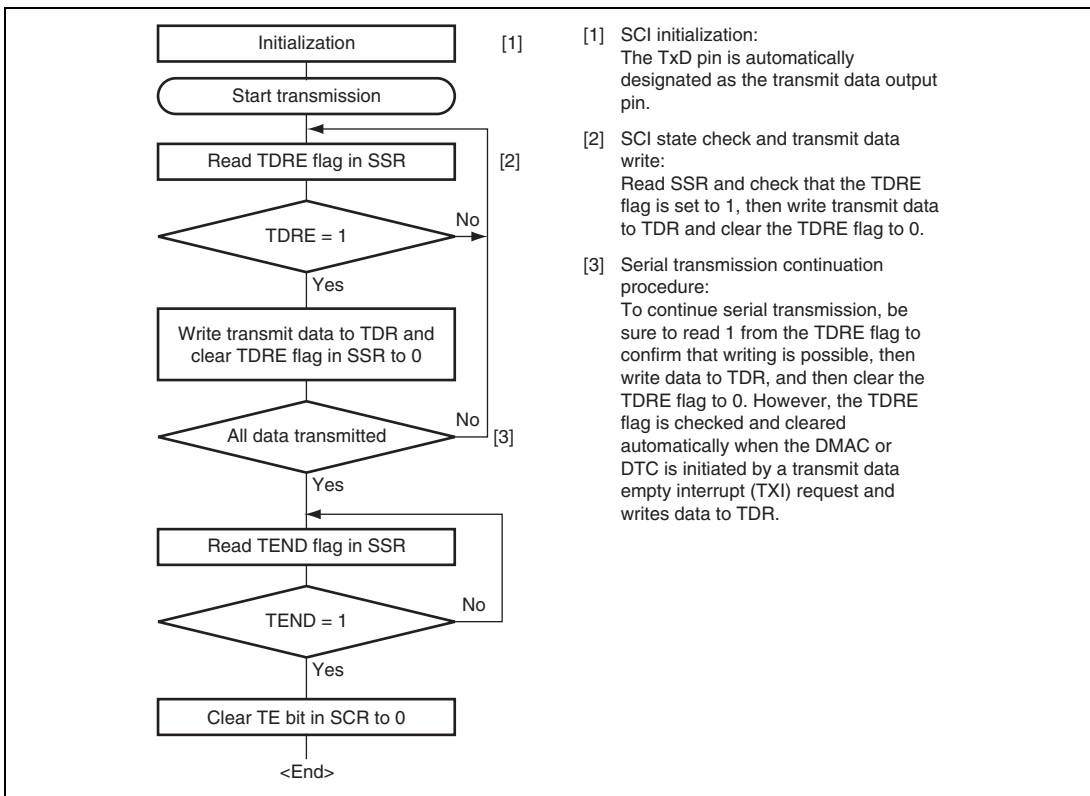 Initialization
[1]
Start transmission
Read TDRE flag in SSR
[2]
No
TDRE = 1
Yes
Write transmit data to TDR and
clear TDRE flag in SSR to 0
No
All data transmitted
[3]
Yes
Read TEND flag in SSR
No
TEND = 1
Yes
Clear TE bit in SCR to 0
<End>
[1] SCI initialization:
The TxD pin is automatically
designated as the transmit data output
pin.
[2] SCI state check and transmit data
write:
Read SSR and check that the TDRE
flag is set to 1, then write transmit data
to TDR and clear the TDRE flag to 0.
[3] Serial transmission continuation
procedure:
To continue serial transmission, be
sure to read 1 from the TDRE flag to
confirm that writing is possible, then
write data to TDR, and then clear the
TDRE flag to 0. However, the TDRE
flag is checked and cleared
automatically when the DMAC or
DTC is initiated by a transmit data
empty interrupt (TXI) request and
writes data to TDR.